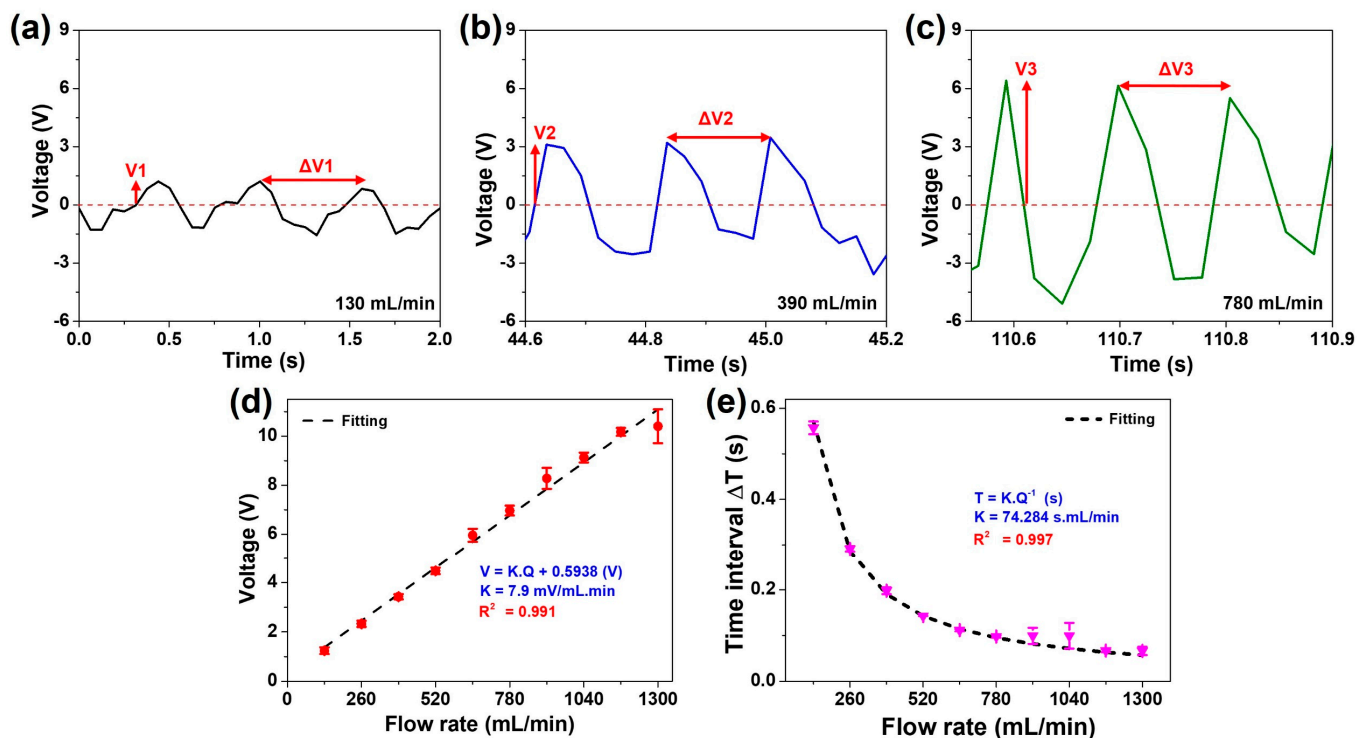 (a)
9
6
3
0
-3
-6
Voltage (V)
V1
ΔV1
130 mL/min
0.0 0.5 1.0 1.5 2.0
Time (s)
(b)
9
6
3
0
-3
-6
Voltage (V)
V2
ΔV2
390 mL/min
44.6 44.8 45.0 45.2
Time (s)
(c)
9
6
3
0
-3
-6
Voltage (V)
V3
ΔV3
780 mL/min
110.6 110.7 110.8 110.9
Time (s)
(d)
10
8
6
4
2
0
Voltage (V)
Fitting
V = K.Q + 0.5938 (V)
K = 7.9 mV/mL.min
R² = 0.991
0 260 520 780 1040 1300
Flow rate (mL/min)
(e)
0.6
0.4
0.2
0.0
Time interval ΔT (s)
Fitting
T = K.Q⁻¹ (s)
K = 74.284 s.mL/min
R² = 0.997
260 520 780 1040 1300
Flow rate (mL/min)